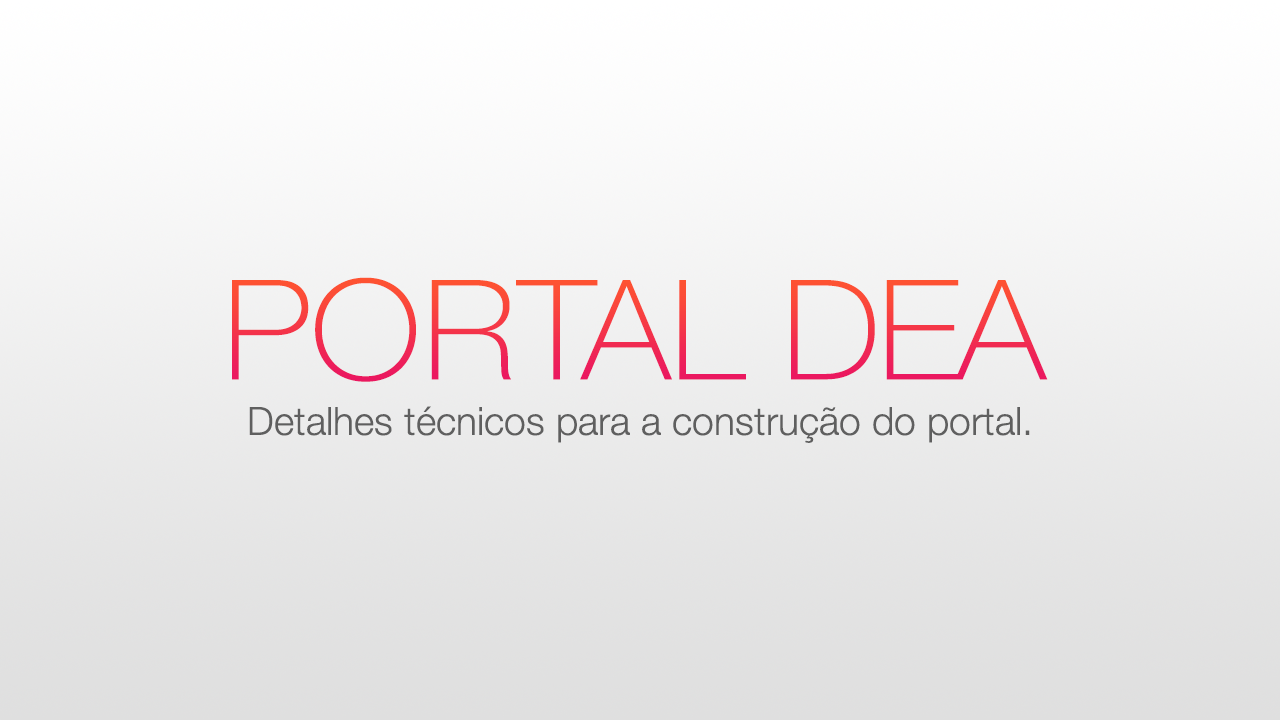 PORTAL DEA
Detalhes técnicos para a construção do portal.